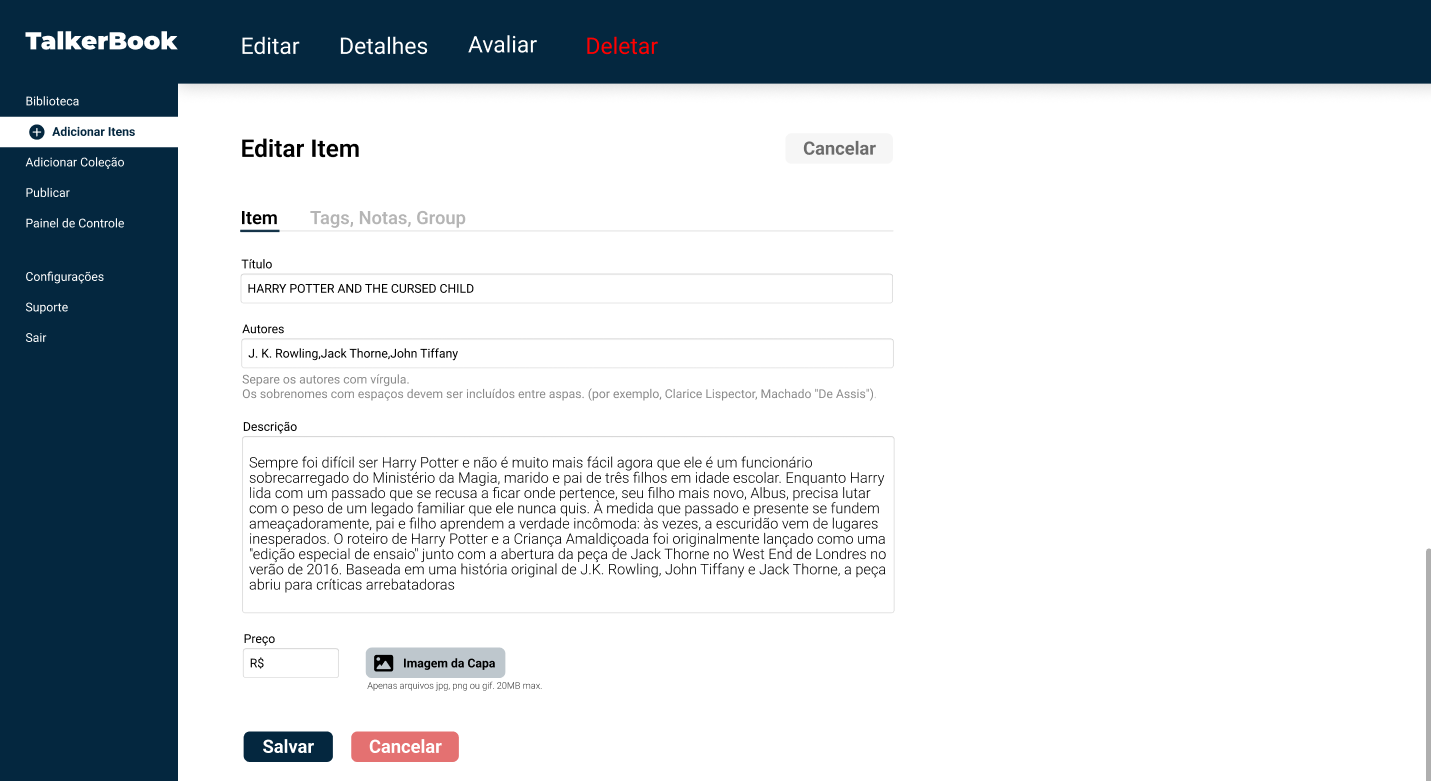 TalkerBook
Editar
Detalhes
Avaliar
Deletar
Biblioteca
Adicionar Itens
Adicionar Coleção
Publicar
Painel de Controle
Configurações
Suporte
Sair
Editar Item
Cancelar
Item
Tags, Notas, Group
Título
HARRY POTTER AND THE CURSED CHILD
Autores
J. K. Rowling,Jack Thorne,John Tiffany
Separe os autores com vírgula.
Os sobrenomes com espaços devem ser incluídos entre aspas. (por exemplo, Clarice Lispector, Machado "De Assis").
Descrição
Sempre foi difícil ser Harry Potter e não é muito mais fácil agora que ele é um funcionário
sobrecarregado do Ministério da Magia, marido e pai de três filhos em idade escolar. Enquanto Harry
lida com um passado que se recusa a ficar onde pertence, seu filho mais novo, Albus, precisa lutar
com o peso de um legado familiar que ele nunca quis. À medida que passado e presente se fundem
ameaçadoramente, pai e filho aprendem a verdade incômoda: às vezes, a escuridão vem de lugares
inesperados. O roteiro de Harry Potter e a Criança Amaldiçoada foi originalmente lançado como uma
"edição especial de ensaio" junto com a abertura da peça de Jack Thorne no West End de Londres no
verão de 2016. Baseada em uma história original de J.K. Rowling, John Tiffany e Jack Thorne, a peça
abriu para críticas arrebatadoras
Preço
R$
Imagem da Capa
Apenas arquivos jpg, png ou gif. 20MB max.
Salvar
Cancelar